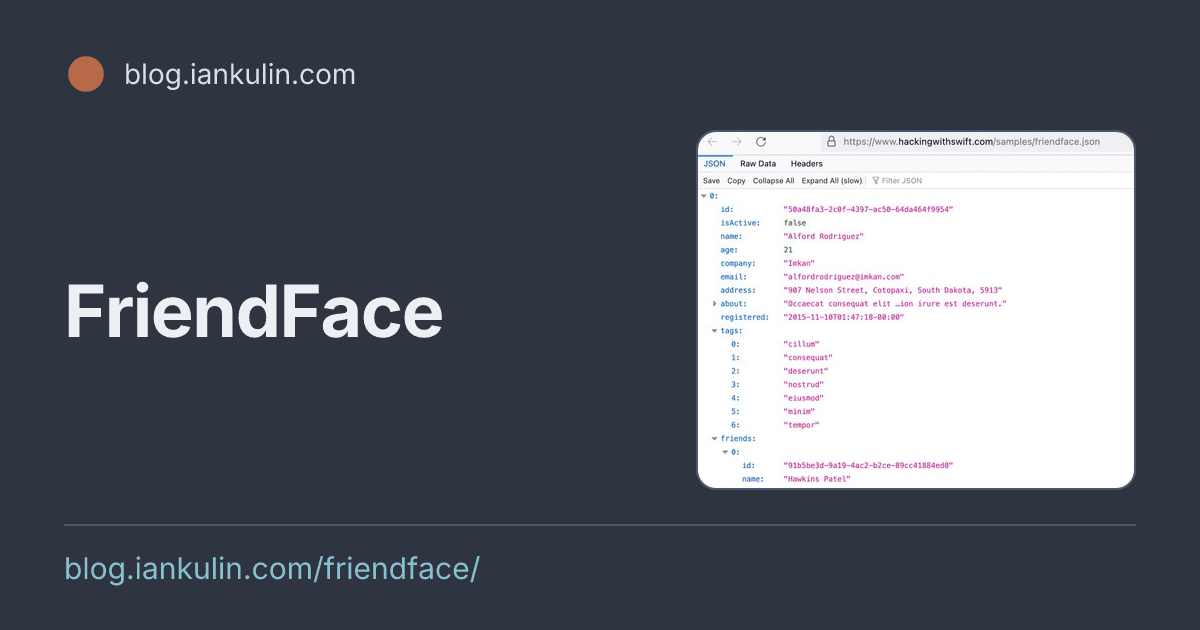 blog.iankulin.com
FriendFace
https://www.hackingwithswift.com/samples/friendface.json
JSON Raw Data Headers
Save Copy Collapse All Expand All (slow) Filter JSON
0:
id: "50a48fa3-2c0f-4397-ac50-64da464f9954"
isActive: false
name: "Alford Rodriguez"
age: 21
company: "Imkan"
email: "alfordrodriguez@imkan.com"
address: "907 Nelson Street, Cotopaxi, South Dakota, 5913"
about: "Occaecat consequat elit …ion irure est deserunt."
registered: "2015-11-10T01:47:18-00:00"
tags:
0: "cillum"
1: "consequat"
2: "deserunt"
3: "nostrud"
4: "eiusmod"
5: "minim"
6: "tempor"
friends:
0:
id: "91b5be3d-9a19-4ac2-b2ce-89cc41884ed0"
name: "Hawkins Patel"
blog.iankulin.com/friendface/